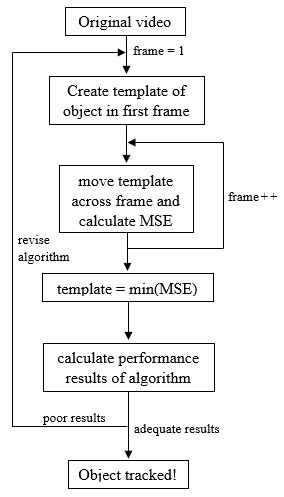 Original video
frame = 1
Create template of
object in first frame
move template
across frame and
calculate MSE
frame++
revise
algorithm
template = min(MSE)
calculate performance
results of algorithm
poor results
adequate results
Object tracked!